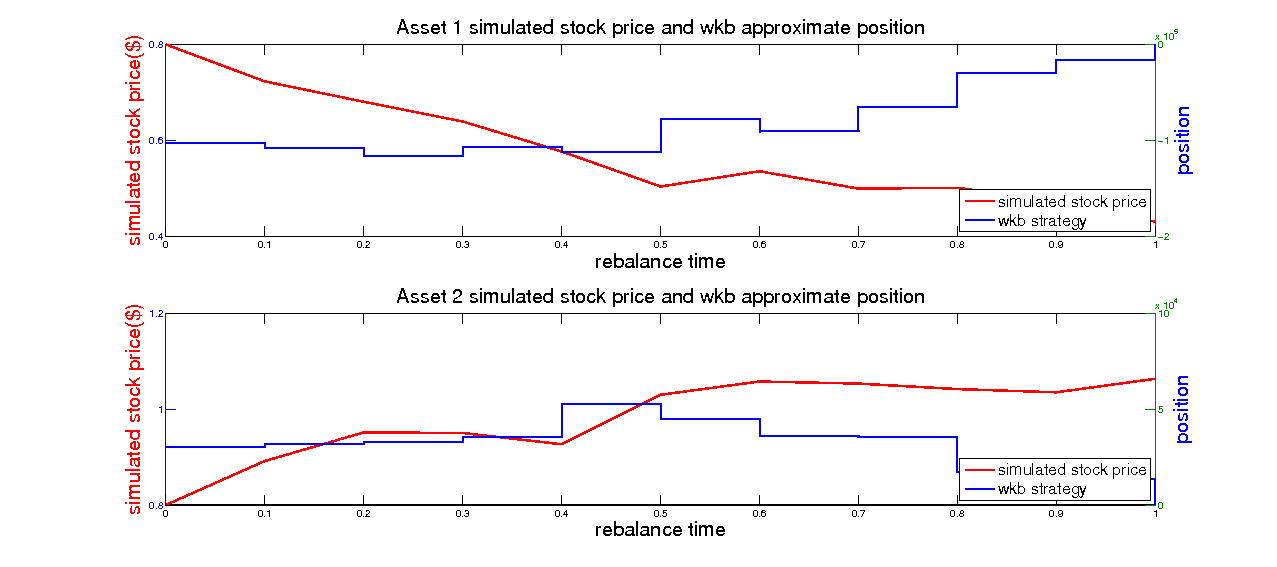 Asset 1 simulated stock price and wkb approximate position
x 10^5
0.8
0.6
0.4
0
-1
-2
simulated stock price($)
position
simulated stock price
wkb strategy
0 0.1 0.2 0.3 0.4 0.5 0.6 0.7 0.8 0.9 1
rebalance time
Asset 2 simulated stock price and wkb approximate position
x 10^4
1.2
1
0.8
10
5
0
simulated stock price($)
position
simulated stock price
wkb strategy
0 0.1 0.2 0.3 0.4 0.5 0.6 0.7 0.8 0.9 1
rebalance time